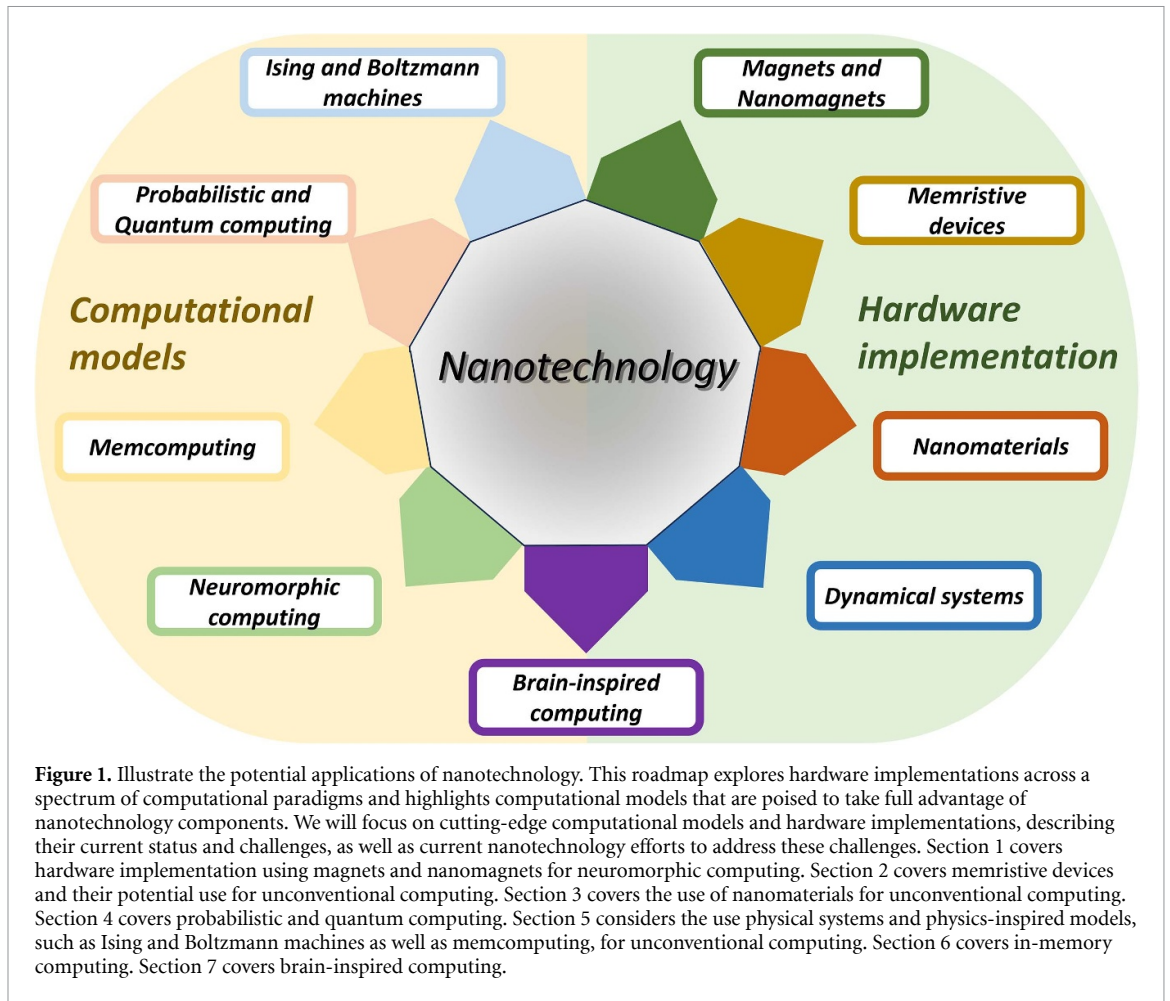 Ising and Boltzmann
machines
Magnets and
Nanomagnets
Probabilistic and
Quantum computing
Memristive
devices
Computational
models
Hardware
implementation
Nanotechnology
Memcomputing
Nanomaterials
Neuromorphic
computing
Dynamical systems
Brain-inspired
computing
Figure 1. Illustrate the potential applications of nanotechnology. This roadmap explores hardware implementations across a
spectrum of computational paradigms and highlights computational models that are poised to take full advantage of
nanotechnology components. We will focus on cutting-edge computational models and hardware implementations, describing
their current status and challenges, as well as current nanotechnology efforts to address these challenges. Section 1 covers
hardware implementation using magnets and nanomagnets for neuromorphic computing. Section 2 covers memristive devices
and their potential use for unconventional computing. Section 3 covers the use of nanomaterials for unconventional computing.
Section 4 covers probabilistic and quantum computing. Section 5 considers the use physical systems and physics-inspired models,
such as Ising and Boltzmann machines as well as memcomputing, for unconventional computing. Section 6 covers in-memory
computing. Section 7 covers brain-inspired computing.